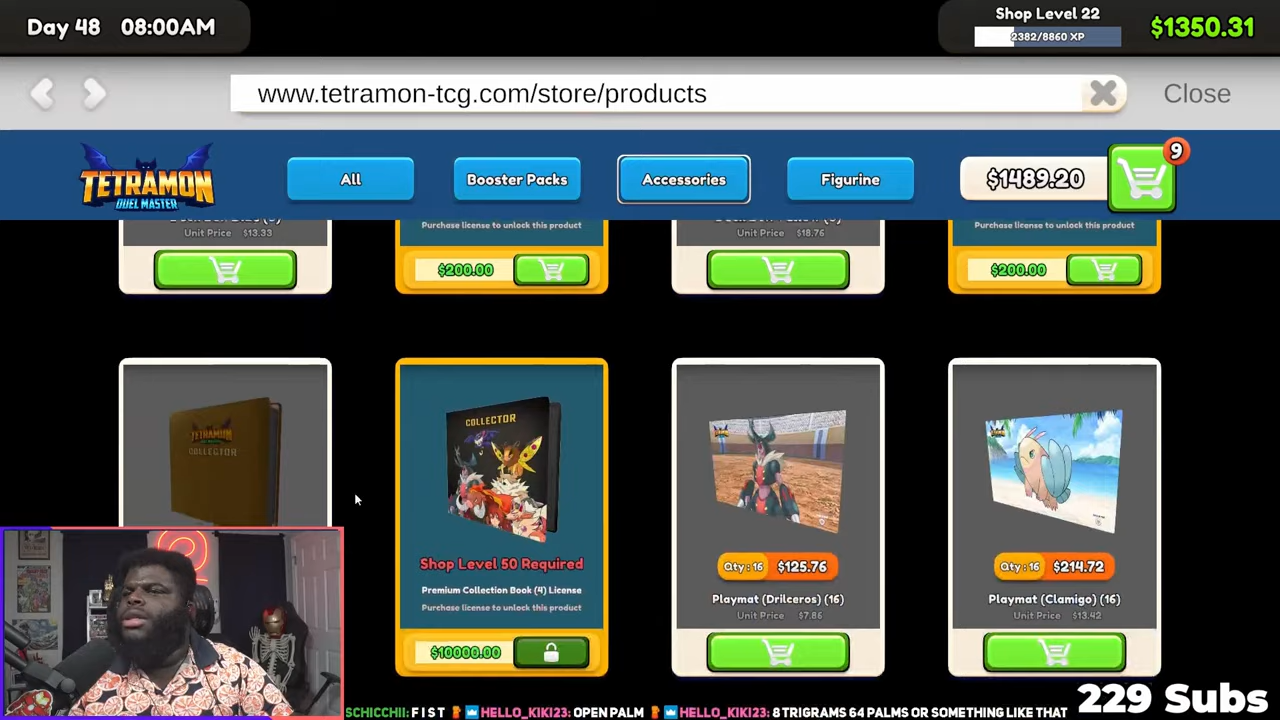 Day 48 08:00AM
Shop Level 22
2382/8860 XP
$1350.31
www.tetramon-tcg.com/store/products
Close
TETRAMON
DUEL MASTER
All
Booster Packs
Accessories
Figurine
$1489.20
9
Unit Price $13.33
Purchase license to unlock this product
Unit Price $18.76
Purchase license to unlock this product
$200.00
$200.00
TETRAMON
COLLECTOR
COLLECTOR
Shop Level 50 Required
Premium Collection Book (4) License
Purchase license to unlock this product
$10000.00
Qty : 16 $125.76
Playmat (Drilceros) (16)
Unit Price $7.86
Qty : 16 $214.72
Playmat (Clamigo) (16)
Unit Price $13.42
229 Subs
SCHICCHII: F I S T HELLO_KIKI23: OPEN PALM HELLO_KIKI23: 8 TRIGRAMS 64 PALMS OR SOMETHING LIKE THAT